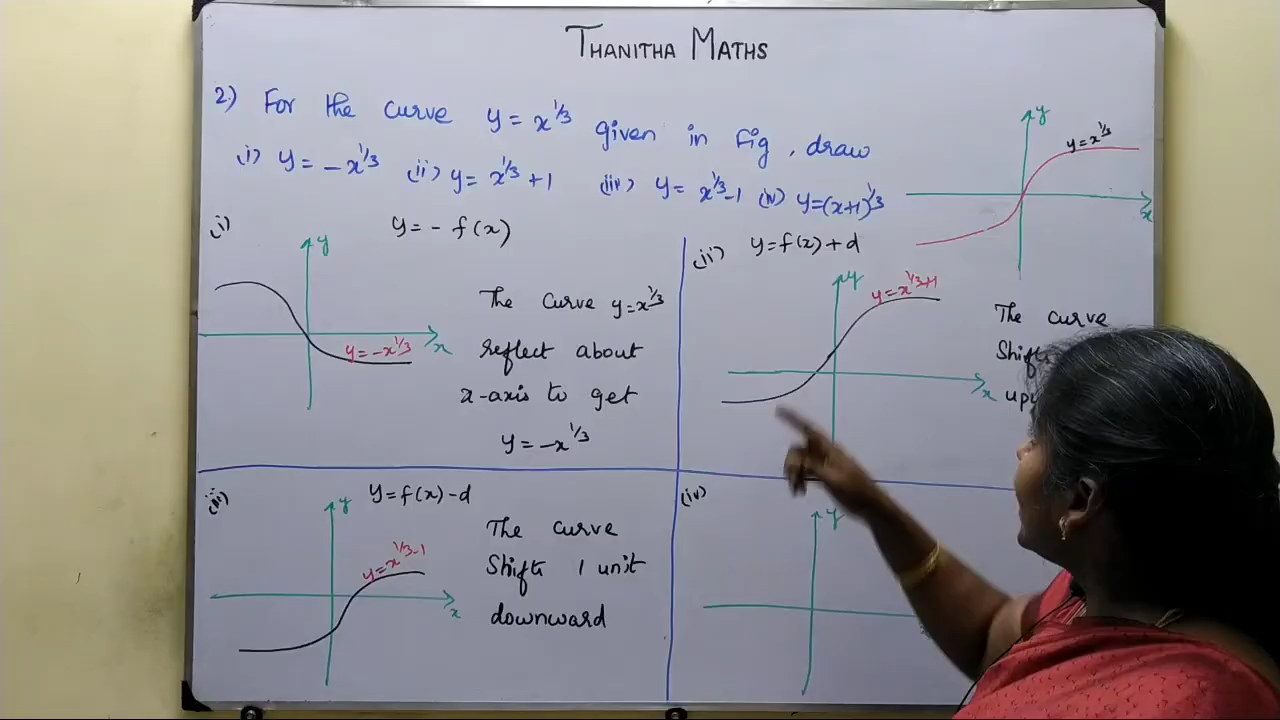 THANITHA MATHS
2) For the curve y = x^1/3 given in Fig, draw
(i) y = -x^1/3 (ii) y = x^1/3 + 1 (iii) y = x^1/3 - 1 (iv) y = (x+1)^1/3
y
y = x^1/3
x
(i)
y = - f(x)
y
y = -x^1/3
x
The curve y = x^1/3
reflect about
x-axis to get
y = -x^1/3
(ii)
y = f(x) + d
y
y = x^1/3 + 1
x
The curve
(iii)
y = f(x) - d
y
y = x^1/3 - 1
x
The curve
Shifts 1 unit
downward
(iv)
y